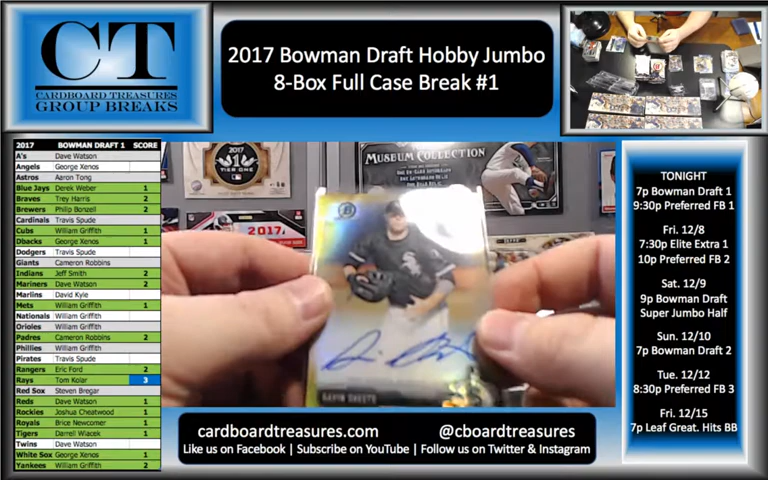 CT
CARDBOARD TREASURES
GROUP BREAKS
2017 Bowman Draft Hobby Jumbo
8-Box Full Case Break #1
2017 BOWMAN DRAFT 1 SCORE
A's Dave Watson
Angels George Xenos
Astros Aaron Tong
Blue Jays Derek Weber 1
Braves Trey Harris 2
Brewers Philip Bonzell 2
Cardinals Travis Spude
Cubs William Griffith 1
Dbacks George Xenos 1
Dodgers Travis Spude
Giants Cameron Robbins
Indians Jeff Smith 2
Mariners Dave Watson 2
Marlins David Kyle
Mets William Griffith 1
Nationals William Griffith
Orioles William Griffith
Padres Cameron Robbins 2
Phillies William Griffith
Pirates Travis Spude
Rangers Eric Ford 2
Rays Tom Kolar 3
Red Sox Steven Bregar
Reds Dave Watson 1
Rockies Joshua Cheatwood 1
Royals Brice Newcomer 1
Tigers Darrell Wiacek 1
Twins Dave Watson
White Sox George Xenos 1
Yankees William Griffith 2
2017
TIER ONE
MUSEUM COLLECTION
2017
SOX
GAVIN SHEETS
TONIGHT
7p Bowman Draft 1
9:30p Preferred FB 1
Fri. 12/8
7:30p Elite Extra 1
10p Preferred FB 2
Sat. 12/9
9p Bowman Draft
Super Jumbo Half
Sun. 12/10
7p Bowman Draft 2
Tue. 12/12
8:30p Preferred FB 3
Fri. 12/15
7p Leaf Great. Hits BB
cardboardtreasures.com @cboardtreasures
Like us on Facebook | Subscribe on YouTube | Follow us on Twitter & Instagram